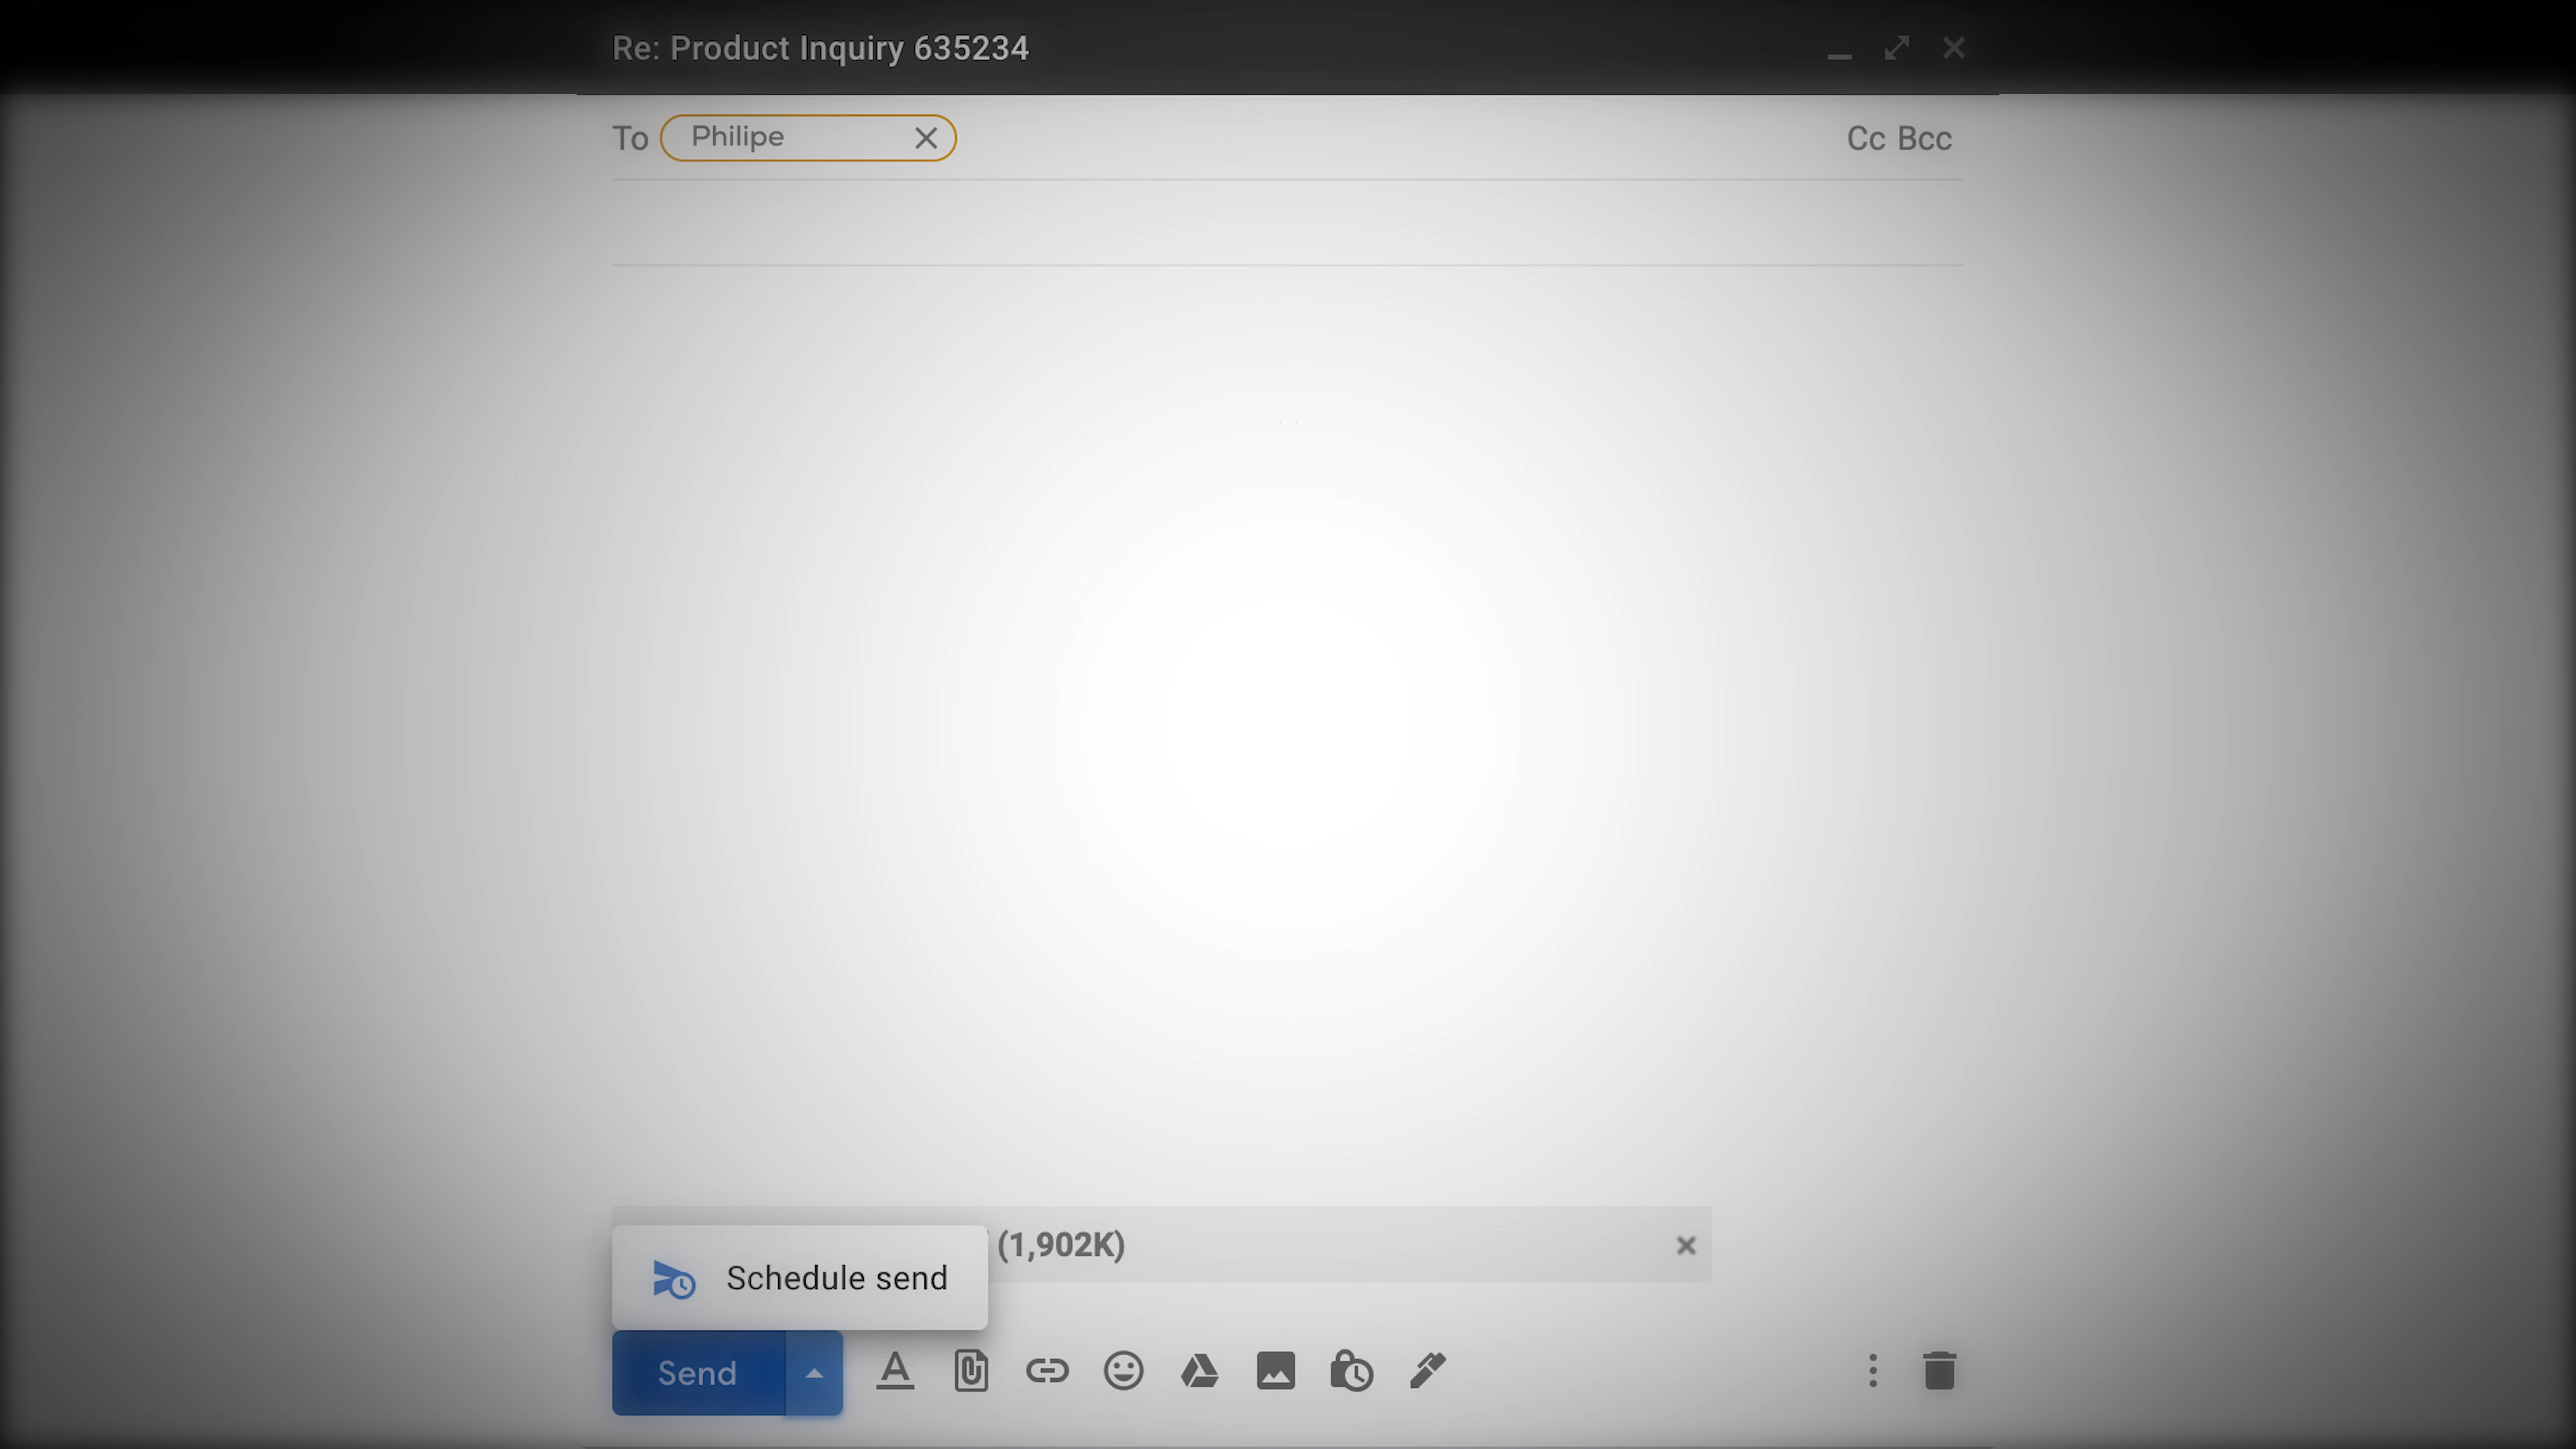 Re: Product Inquiry 635234
To Philipe Cc Bcc
(1,902K)
Schedule send
Send